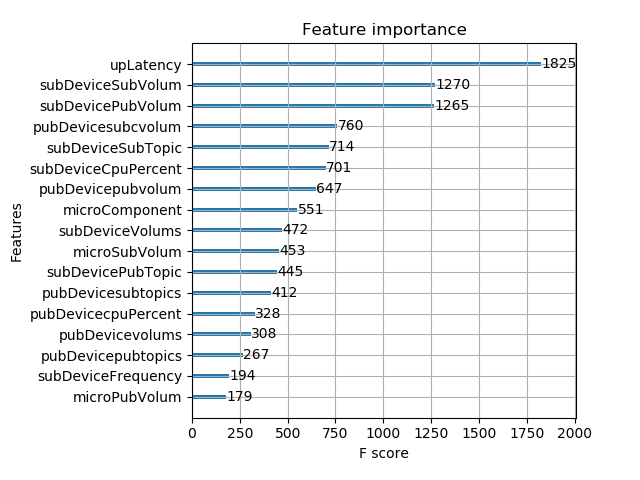 Feature importance
upLatency 1825
subDeviceSubVolum 1270
subDevicePubVolum 1265
pubDevicesubcvolum 760
subDeviceSubTopic 714
subDeviceCpuPercent 701
pubDevicepubvolum 647
microComponent 551
subDeviceVolums 472
microSubVolum 453
subDevicePubTopic 445
pubDevicesubtopics 412
pubDevicecpuPercent 328
pubDevicevolums 308
pubDevicepubtopics 267
subDeviceFrequency 194
microPubVolum 179
0 250 500 750 1000 1250 1500 1750 2000
F score
Features